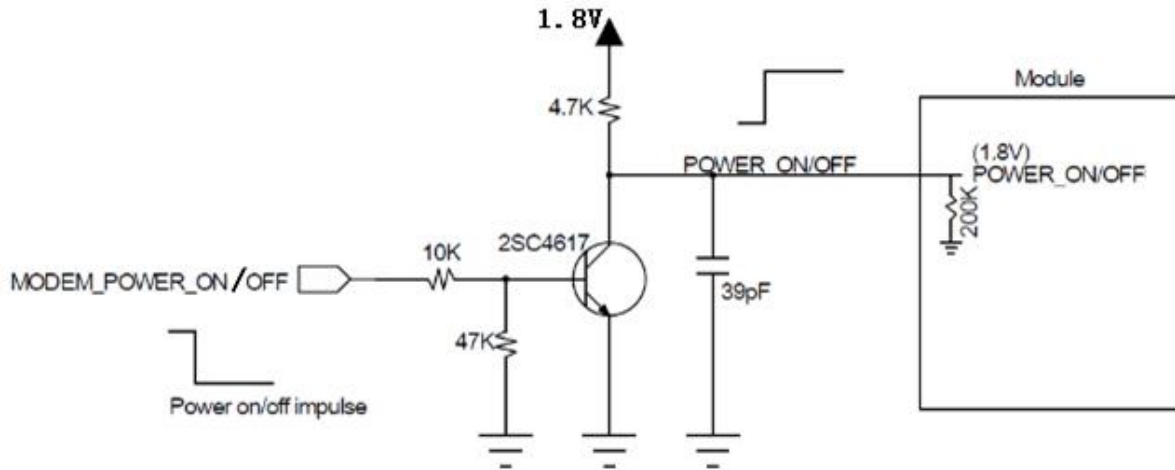 1.8V
4.7K
Module
POWER_ON/OFF
(1.8V)
POWER_ON/OFF
200K
2SC4617
10K
MODEM_POWER_ON/OFF
39pF
47K
Power on/off impulse